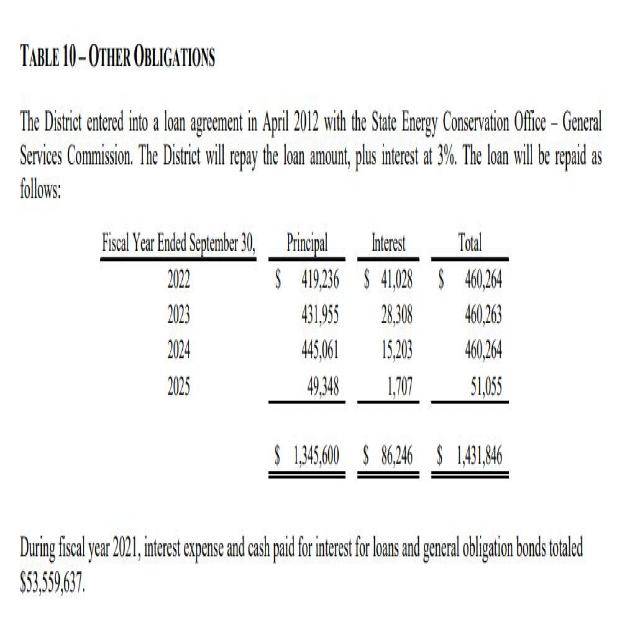 TABLE 10 – OTHER OBLIGATIONS
The District entered into a loan agreement in April 2012 with the State Energy Conservation Office – General
Services Commission. The District will repay the loan amount, plus interest at 3%. The loan will be repaid as
follows:
Fiscal Year Ended September 30, Principal Interest Total
2022 $ 419,236 $ 41,028 $ 460,264
2023 431,955 28,308 460,263
2024 445,061 15,203 460,264
2025 49,348 1,707 51,055
$ 1,345,600 $ 86,246 $ 1,431,846
During fiscal year 2021, interest expense and cash paid for interest for loans and general obligation bonds totaled
$53,559,637.